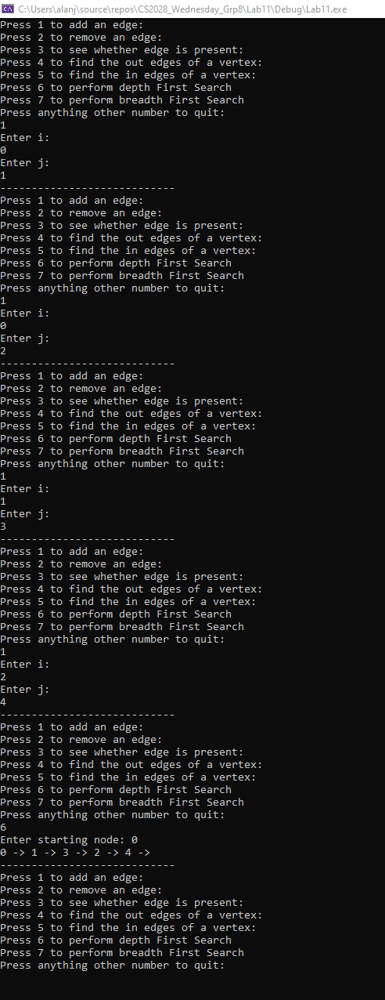 C:\Users\alanj\source\repos\CS2028_Wednesday_Grp8\Lab11\Debug\Lab11.exe
Press 1 to add an edge:
Press 2 to remove an edge:
Press 3 to see whether edge is present:
Press 4 to find the out edges of a vertex:
Press 5 to find the in edges of a vertex:
Press 6 to perform depth First Search
Press 7 to perform breadth First Search
Press anything other number to quit:
1
Enter i:
0
Enter j:
1
----------------------------
Press 1 to add an edge:
Press 2 to remove an edge:
Press 3 to see whether edge is present:
Press 4 to find the out edges of a vertex:
Press 5 to find the in edges of a vertex:
Press 6 to perform depth First Search
Press 7 to perform breadth First Search
Press anything other number to quit:
1
Enter i:
0
Enter j:
2
----------------------------
Press 1 to add an edge:
Press 2 to remove an edge:
Press 3 to see whether edge is present:
Press 4 to find the out edges of a vertex:
Press 5 to find the in edges of a vertex:
Press 6 to perform depth First Search
Press 7 to perform breadth First Search
Press anything other number to quit:
1
Enter i:
1
Enter j:
3
----------------------------
Press 1 to add an edge:
Press 2 to remove an edge:
Press 3 to see whether edge is present:
Press 4 to find the out edges of a vertex:
Press 5 to find the in edges of a vertex:
Press 6 to perform depth First Search
Press 7 to perform breadth First Search
Press anything other number to quit:
1
Enter i:
2
Enter j:
4
----------------------------
Press 1 to add an edge:
Press 2 to remove an edge:
Press 3 to see whether edge is present:
Press 4 to find the out edges of a vertex:
Press 5 to find the in edges of a vertex:
Press 6 to perform depth First Search
Press 7 to perform breadth First Search
Press anything other number to quit:
6
Enter starting node: 0
0 -> 1 -> 3 -> 2 -> 4 ->
----------------------------
Press 1 to add an edge:
Press 2 to remove an edge:
Press 3 to see whether edge is present:
Press 4 to find the out edges of a vertex:
Press 5 to find the in edges of a vertex:
Press 6 to perform depth First Search
Press 7 to perform breadth First Search
Press anything other number to quit: